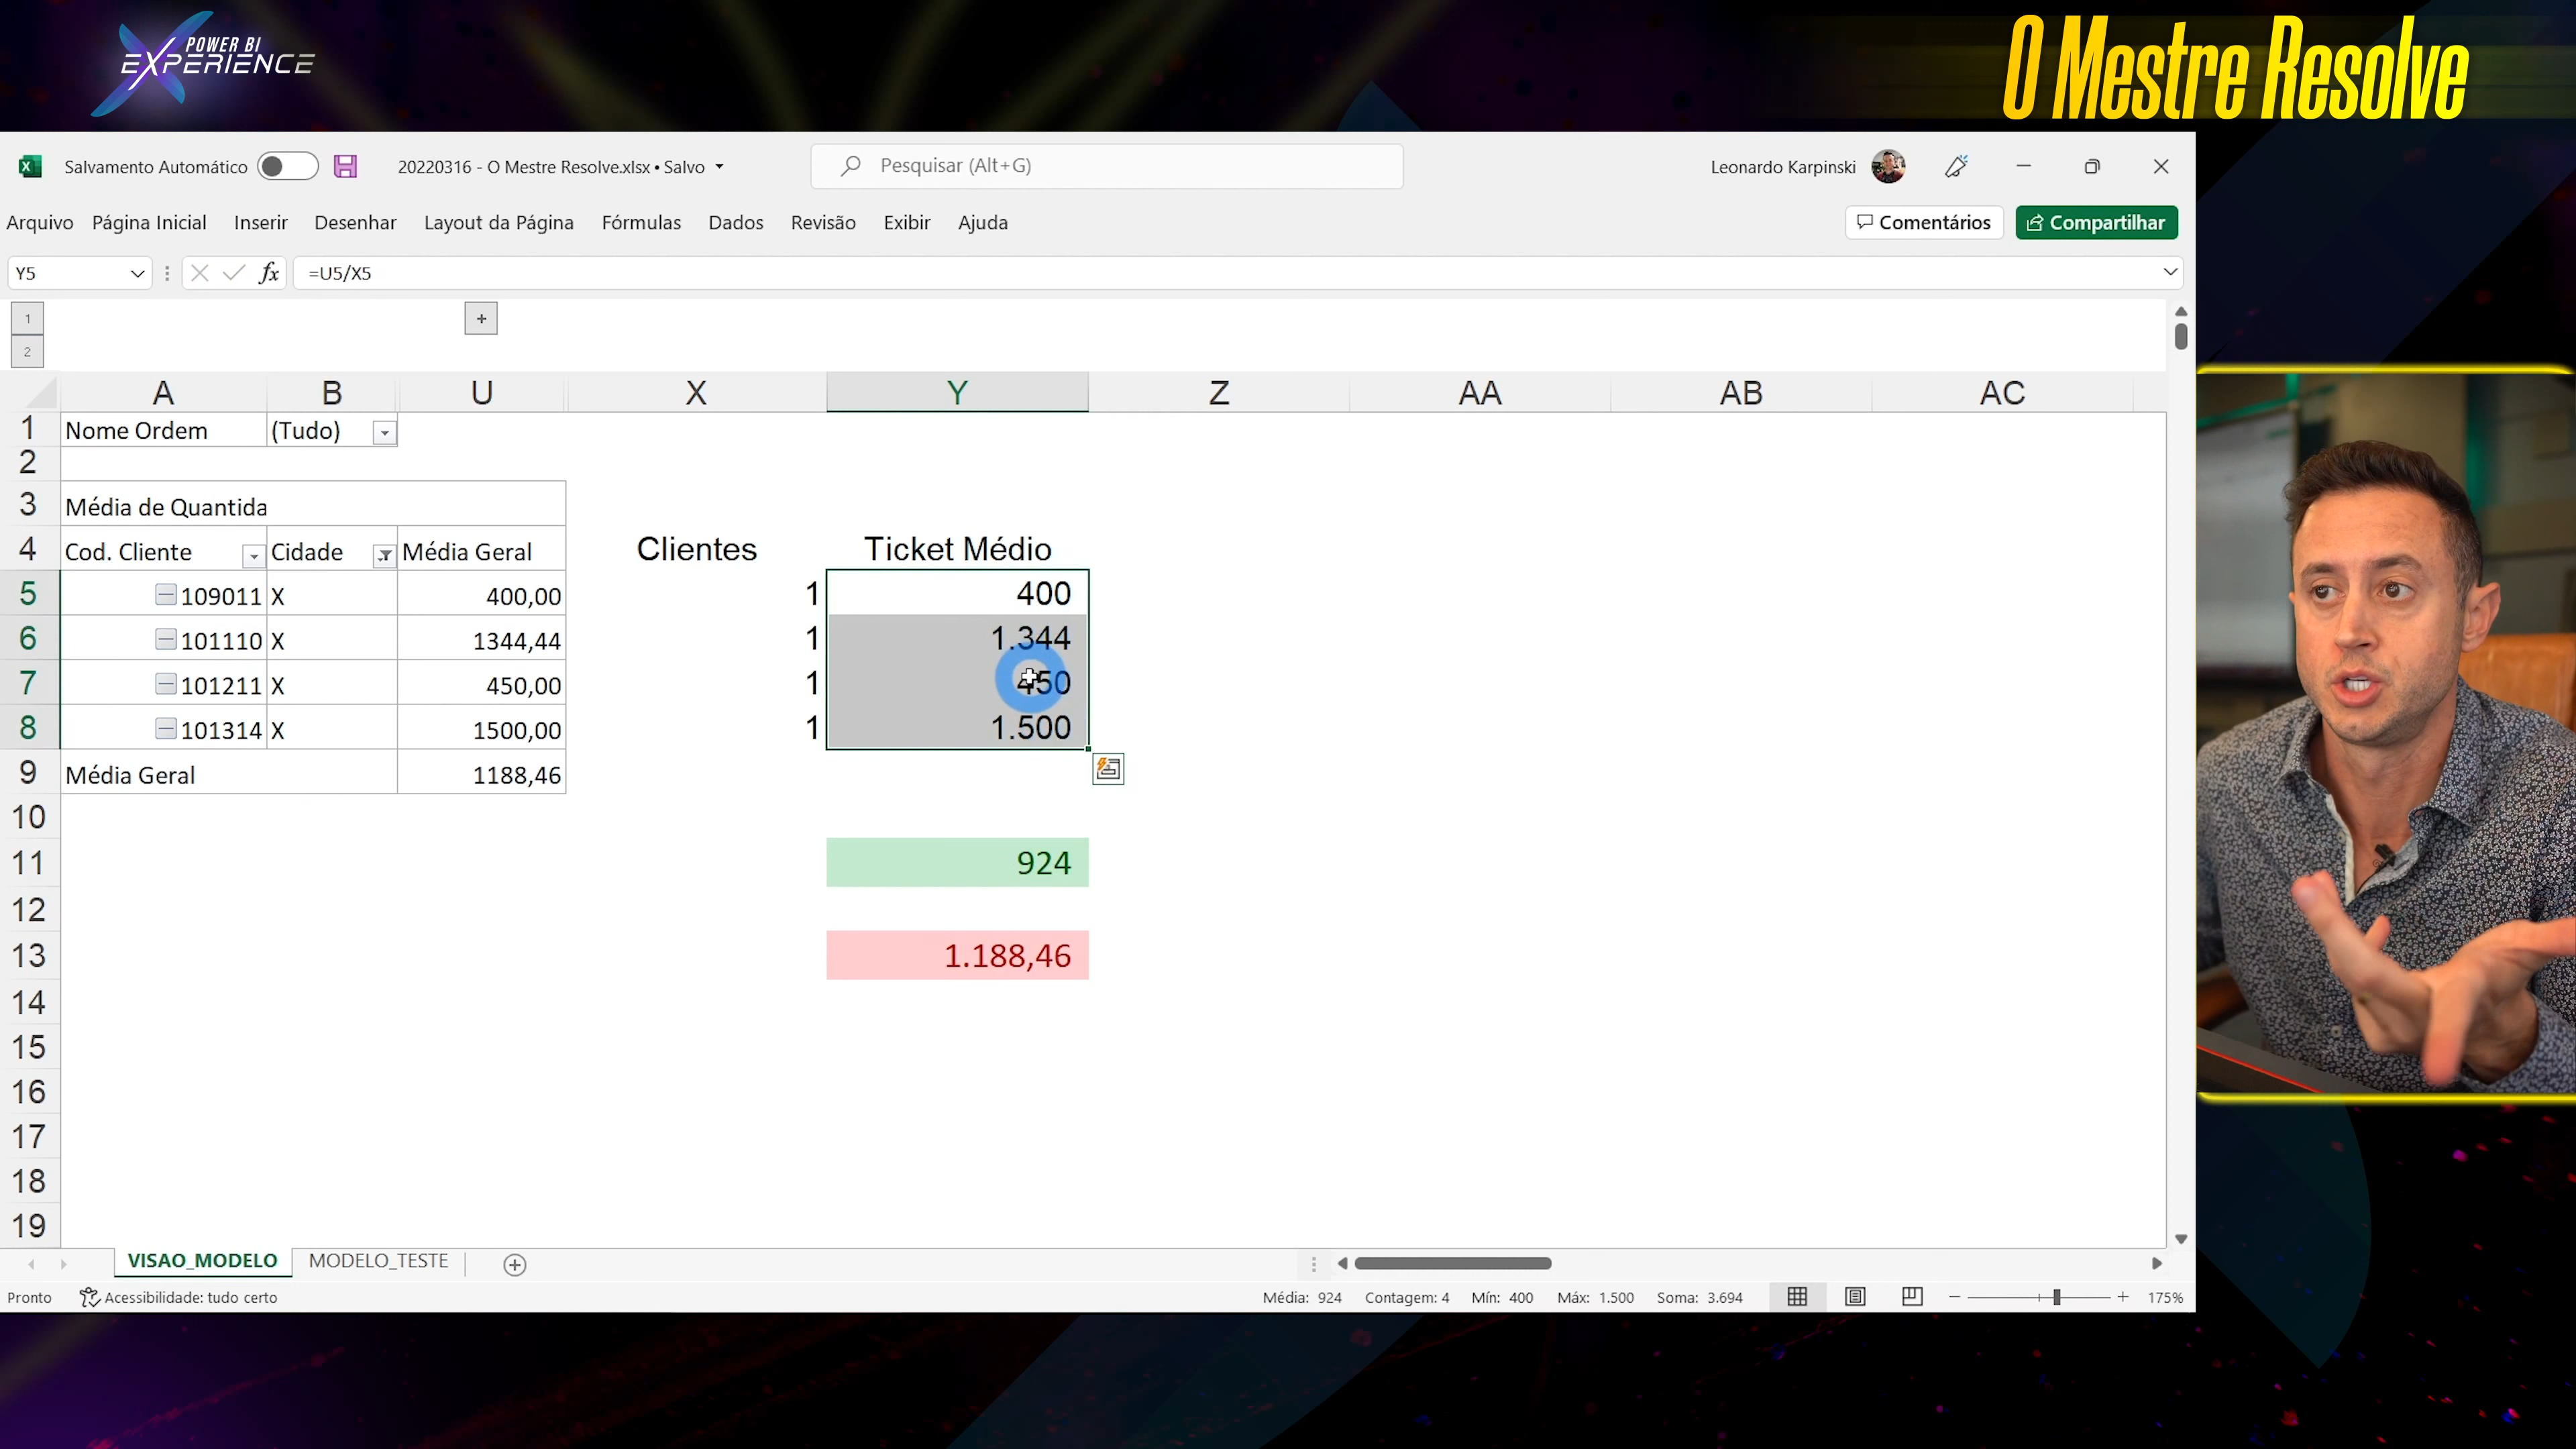 POWER BI
EXPERIENCE
O Mestre Resolve
Salvamento Automático
20220316 - O Mestre Resolve.xlsx • Salvo
Pesquisar (Alt+G)
Leonardo Karpinski
Arquivo Página Inicial Inserir Desenhar Layout da Página Fórmulas Dados Revisão Exibir Ajuda
Comentários Compartilhar
Y5 fx =U5/X5
1
2
+
A B U X Y Z AA AB AC
1 Nome Ordem (Tudo)
2
3 Média de Quantida
4 Cod. Cliente Cidade Média Geral Clientes Ticket Médio
5 109011 X 400,00 1 400
6 101110 X 1344,44 1 1.344
7 101211 X 450,00 1 450
8 101314 X 1500,00 1 1.500
9 Média Geral 1188,46
10
11 924
12
13 1.188,46
14
15
16
17
18
19
VISAO_MODELO MODELO_TESTE
Pronto Acessibilidade: tudo certo Média: 924 Contagem: 4 Mín: 400 Máx: 1.500 Soma: 3.694 175%